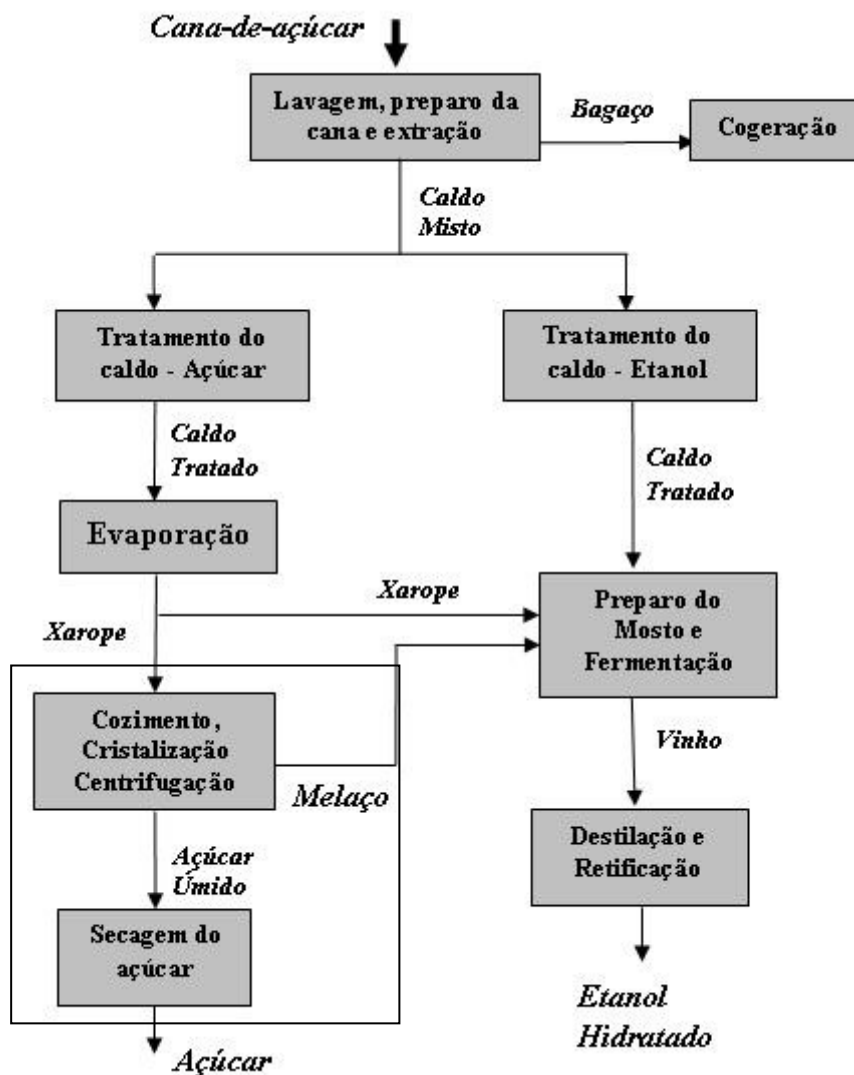 Cana-de-açúcar
Lavagem, preparo da
cana e extração
Bagaço
Cogeração
Caldo
Misto
Tratamento do
caldo - Açúcar
Tratamento do
caldo - Etanol
Caldo
Tratado
Caldo
Tratado
Evaporação
Xarope
Xarope
Preparo do
Mosto e
Fermentação
Cozimento,
Cristalização
Centrifugação
Melaço
Vinho
Açúcar
Úmido
Destilação e
Retificação
Secagem do
açúcar
Etanol
Hidratado
Açúcar